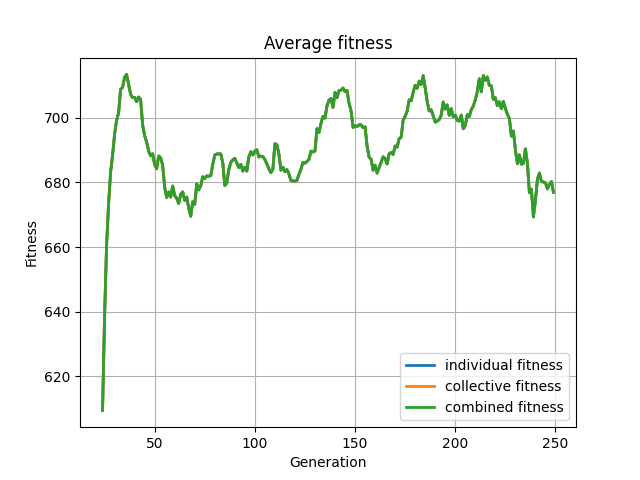 Average fitness
Fitness
700
680
660
640
620
individual fitness
collective fitness
combined fitness
50
100
150
200
250
Generation